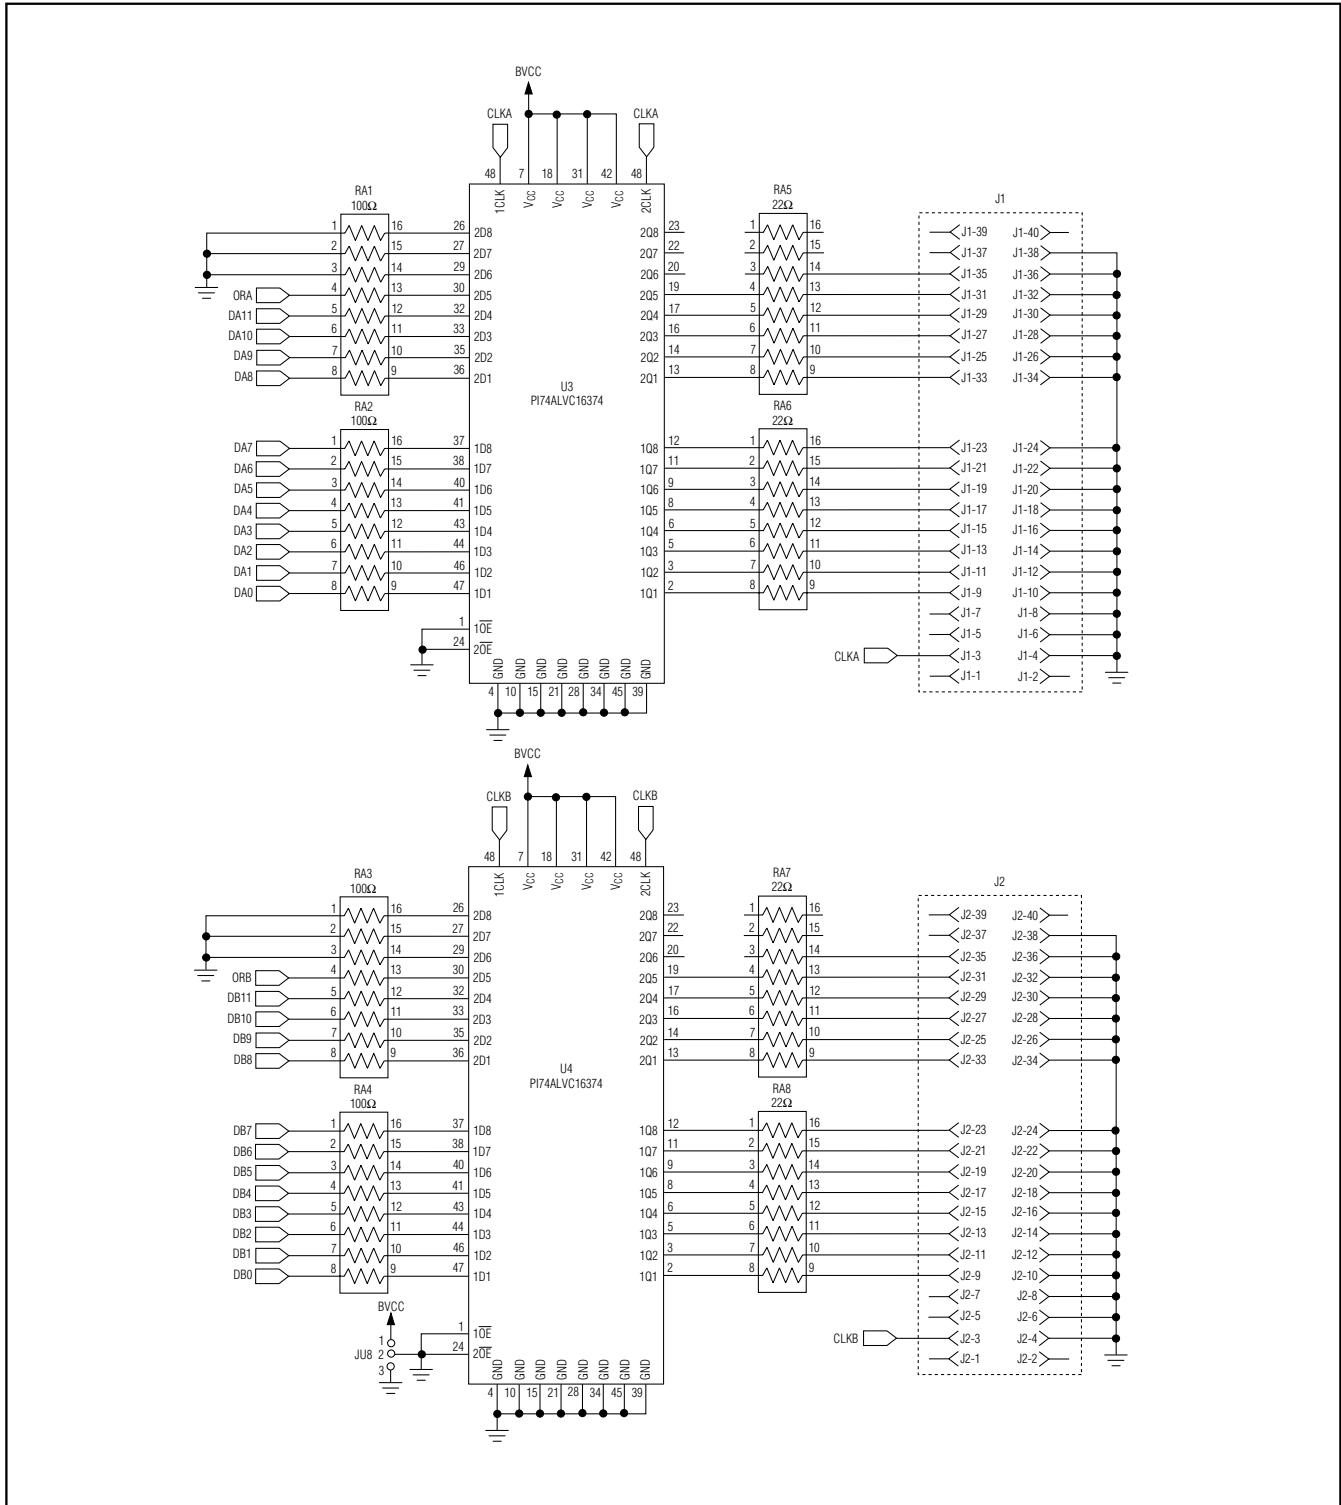 BVCC
CLKA CLKA
48 7 18 31 42 48
1CLK VCC VCC VCC VCC 2CLK
RA1
100Ω
RA5
22Ω
J1
1 16 26 2D8 2Q8 23 1 16 J1-39 J1-40
2 15 27 2D7 2Q7 22 2 15 J1-37 J1-38
3 14 29 2D6 2Q6 20 3 14 J1-35 J1-36
ORA 4 13 30 2D5 2Q5 19 4 13 J1-31 J1-32
DA11 5 12 32 2D4 2Q4 17 5 12 J1-29 J1-30
DA10 6 11 33 2D3 2Q3 16 6 11 J1-27 J1-28
DA9 7 10 35 2D2 2Q2 14 7 10 J1-25 J1-26
DA8 8 9 36 2D1 2Q1 13 8 9 J1-33 J1-34
U3
PI74ALVC16374
RA2
100Ω
RA6
22Ω
DA7 1 16 37 1D8 1Q8 12 1 16 J1-23 J1-24
DA6 2 15 38 1D7 1Q7 11 2 15 J1-21 J1-22
DA5 3 14 40 1D6 1Q6 9 3 14 J1-19 J1-20
DA4 4 13 41 1D5 1Q5 8 4 13 J1-17 J1-18
DA3 5 12 43 1D4 1Q4 6 5 12 J1-15 J1-16
DA2 6 11 44 1D3 1Q3 5 6 11 J1-13 J1-14
DA1 7 10 46 1D2 1Q2 3 7 10 J1-11 J1-12
DA0 8 9 47 1D1 1Q1 2 8 9 J1-9 J1-10
J1-7 J1-8
1 1OE J1-5 J1-6
24 2OE CLKA J1-3 J1-4
J1-1 J1-2
GND GND GND GND GND GND GND GND
4 10 15 21 28 34 45 39
BVCC
CLKB CLKB
48 7 18 31 42 48
1CLK VCC VCC VCC VCC 2CLK
RA3
100Ω
RA7
22Ω
J2
1 16 26 2D8 2Q8 23 1 16 J2-39 J2-40
2 15 27 2D7 2Q7 22 2 15 J2-37 J2-38
3 14 29 2D6 2Q6 20 3 14 J2-35 J2-36
ORB 4 13 30 2D5 2Q5 19 4 13 J2-31 J2-32
DB11 5 12 32 2D4 2Q4 17 5 12 J2-29 J2-30
DB10 6 11 33 2D3 2Q3 16 6 11 J2-27 J2-28
DB9 7 10 35 2D2 2Q2 14 7 10 J2-25 J2-26
DB8 8 9 36 2D1 2Q1 13 8 9 J2-33 J2-34
U4
PI74ALVC16374
RA4
100Ω
RA8
22Ω
DB7 1 16 37 1D8 1Q8 12 1 16 J2-23 J2-24
DB6 2 15 38 1D7 1Q7 11 2 15 J2-21 J2-22
DB5 3 14 40 1D6 1Q6 9 3 14 J2-19 J2-20
DB4 4 13 41 1D5 1Q5 8 4 13 J2-17 J2-18
DB3 5 12 43 1D4 1Q4 6 5 12 J2-15 J2-16
DB2 6 11 44 1D3 1Q3 5 6 11 J2-13 J2-14
DB1 7 10 46 1D2 1Q2 3 7 10 J2-11 J2-12
DB0 8 9 47 1D1 1Q1 2 8 9 J2-9 J2-10
BVCC J2-7 J2-8
1 1 1OE J2-5 J2-6
JU8 2 24 2OE CLKB J2-3 J2-4
3 J2-1 J2-2
GND GND GND GND GND GND GND GND
4 10 15 21 28 34 45 39